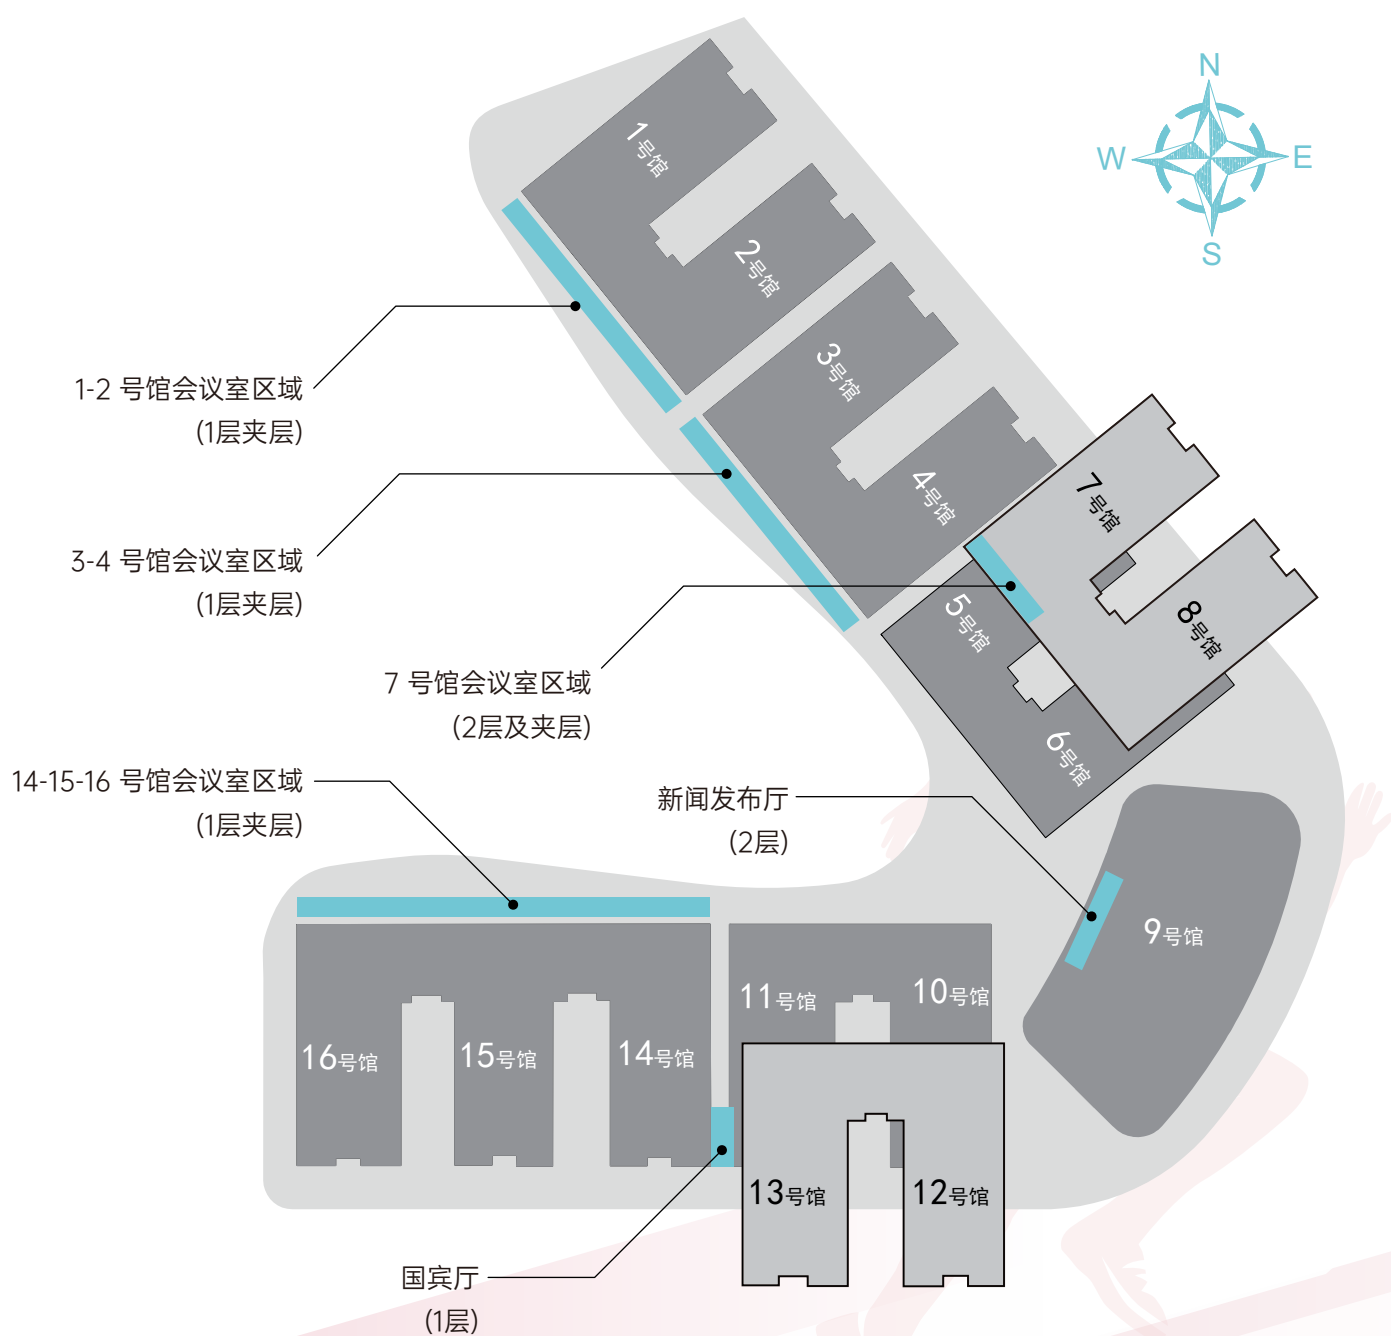 N
W
E
S
1号馆
2号馆
3号馆
4号馆
7号馆
8号馆
5号馆
6号馆
1-2 号馆会议室区域
(1层夹层)
3-4 号馆会议室区域
(1层夹层)
7 号馆会议室区域
(2层及夹层)
14-15-16 号馆会议室区域
(1层夹层)
新闻发布厅
(2层)
9号馆
11号馆
10号馆
16号馆
15号馆
14号馆
13号馆
12号馆
国宾厅
(1层)